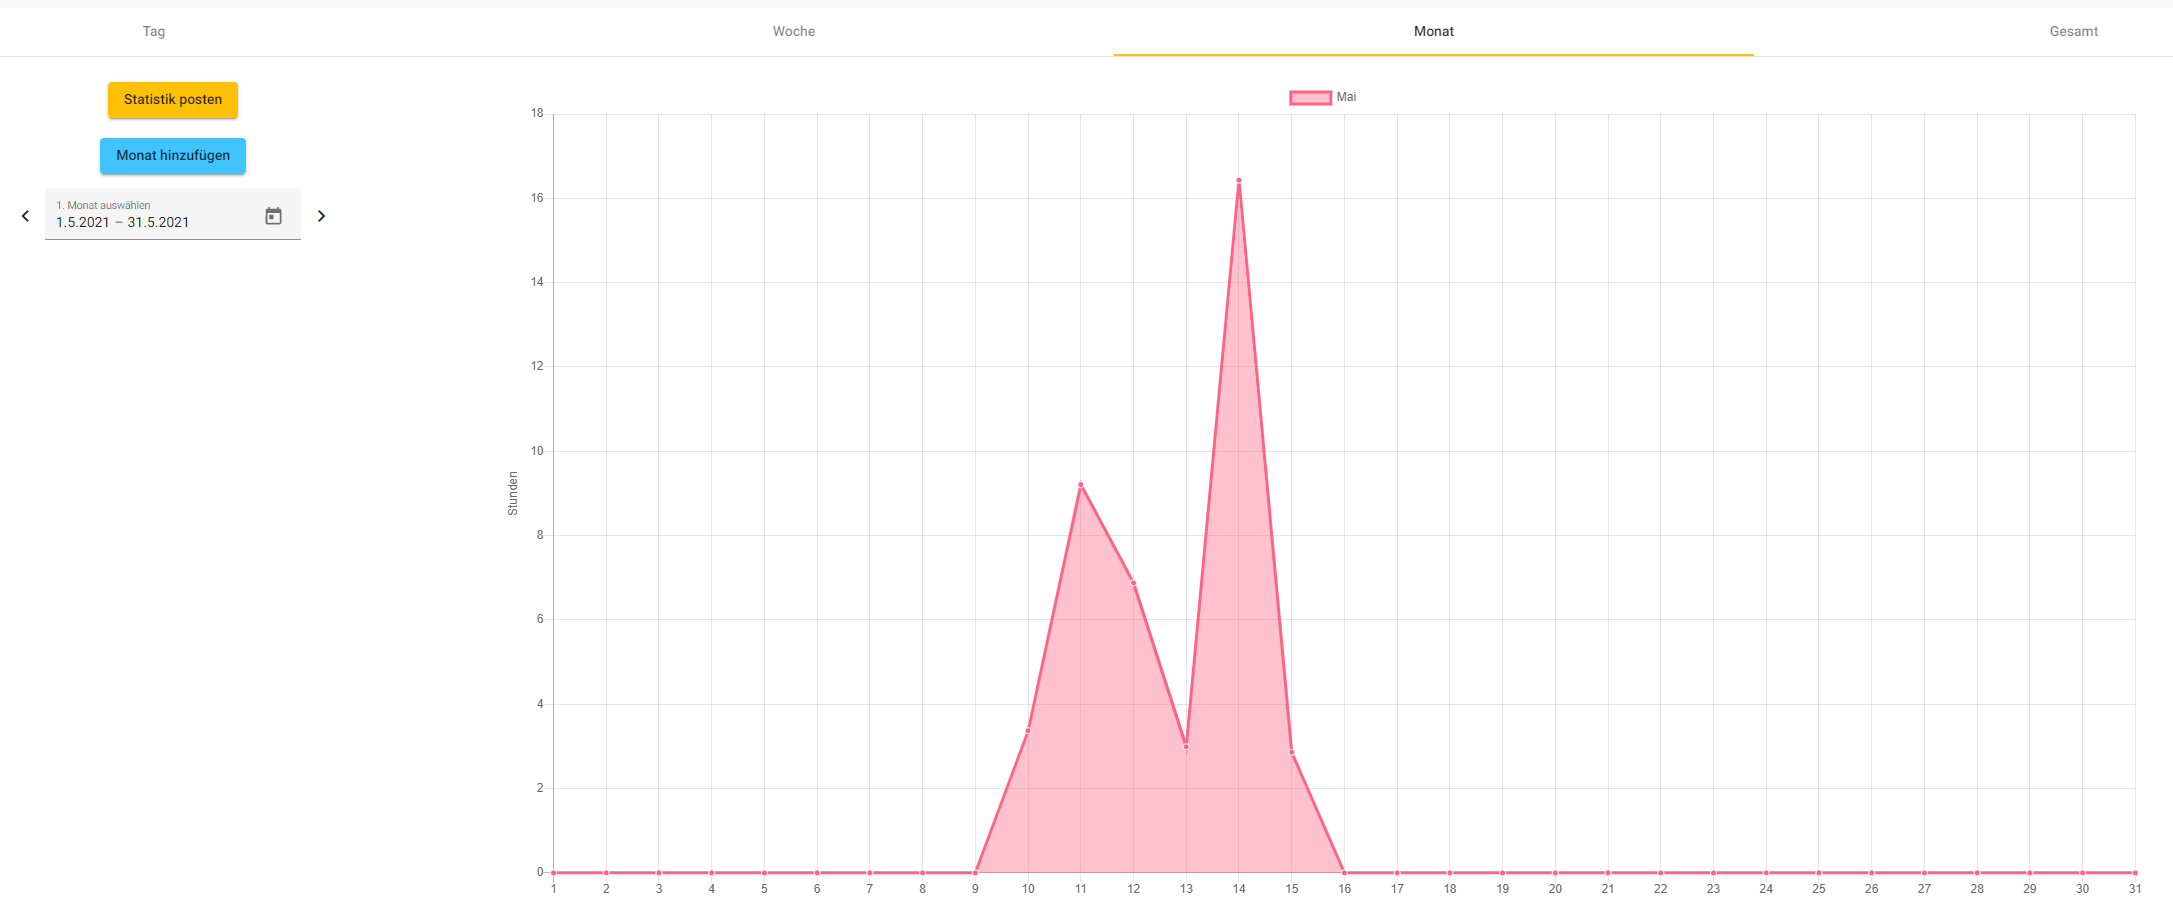 Tag Woche Monat Gesamt
Statistik posten
Monat hinzufügen
1. Monat auswählen
1.5.2021 – 31.5.2021
Mai
18
16
14
12
10
8
6
4
2
0
Stunden
1 2 3 4 5 6 7 8 9 10 11 12 13 14 15 16 17 18 19 20 21 22 23 24 25 26 27 28 29 30 31